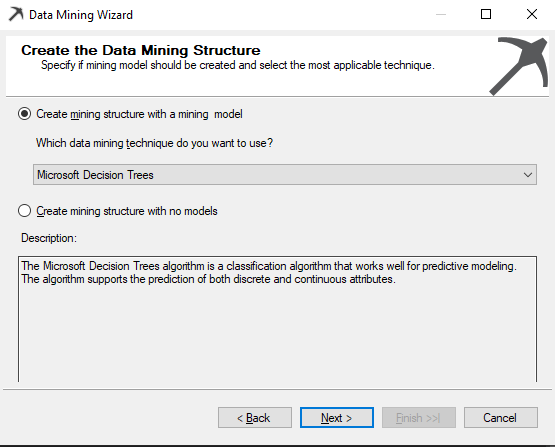 Data Mining Wizard
Create the Data Mining Structure
Specify if mining model should be created and select the most applicable technique.
Create mining structure with a mining model
Which data mining technique do you want to use?
Microsoft Decision Trees
Create mining structure with no models
Description:
The Microsoft Decision Trees algorithm is a classification algorithm that works well for predictive modeling.
The algorithm supports the prediction of both discrete and continuous attributes.
< Back Next > Finish >>| Cancel